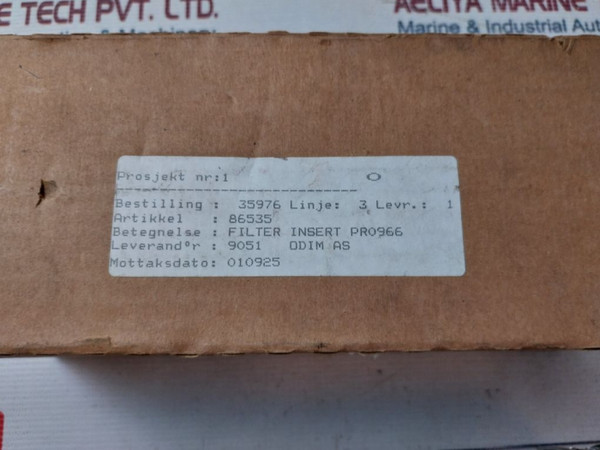 E TECH PVT. LTD.
AELIYA MARINE
Marine & Industrial Aut
Prosjekt nr:1 O
--------------------------
Bestilling : 35976 Linje: 3 Levr.: 1
Artikkel : 86535
Betegnelse : FILTER INSERT PRO966
Leverand°r : 9051 ODIM AS
Mottaksdato: 010925